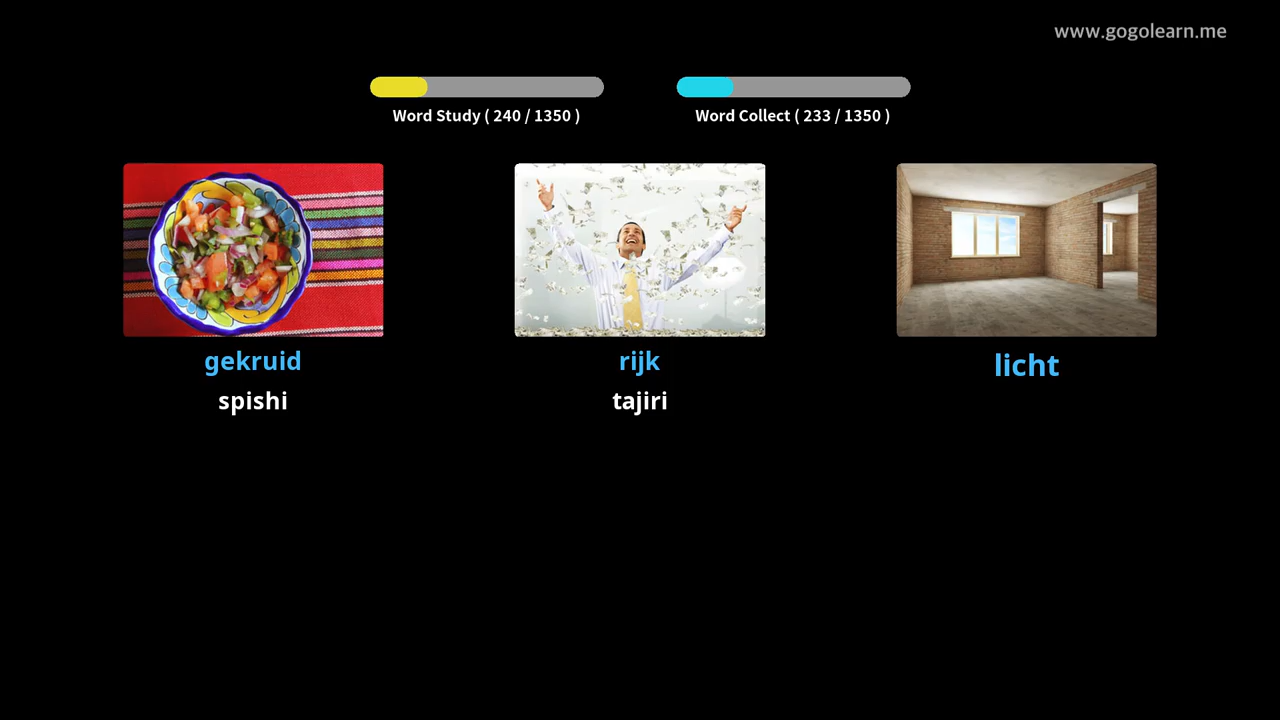 www.gogolearn.me
Word Study ( 240 / 1350 )
Word Collect ( 233 / 1350 )
gekruid
spishi
rijk
tajiri
licht